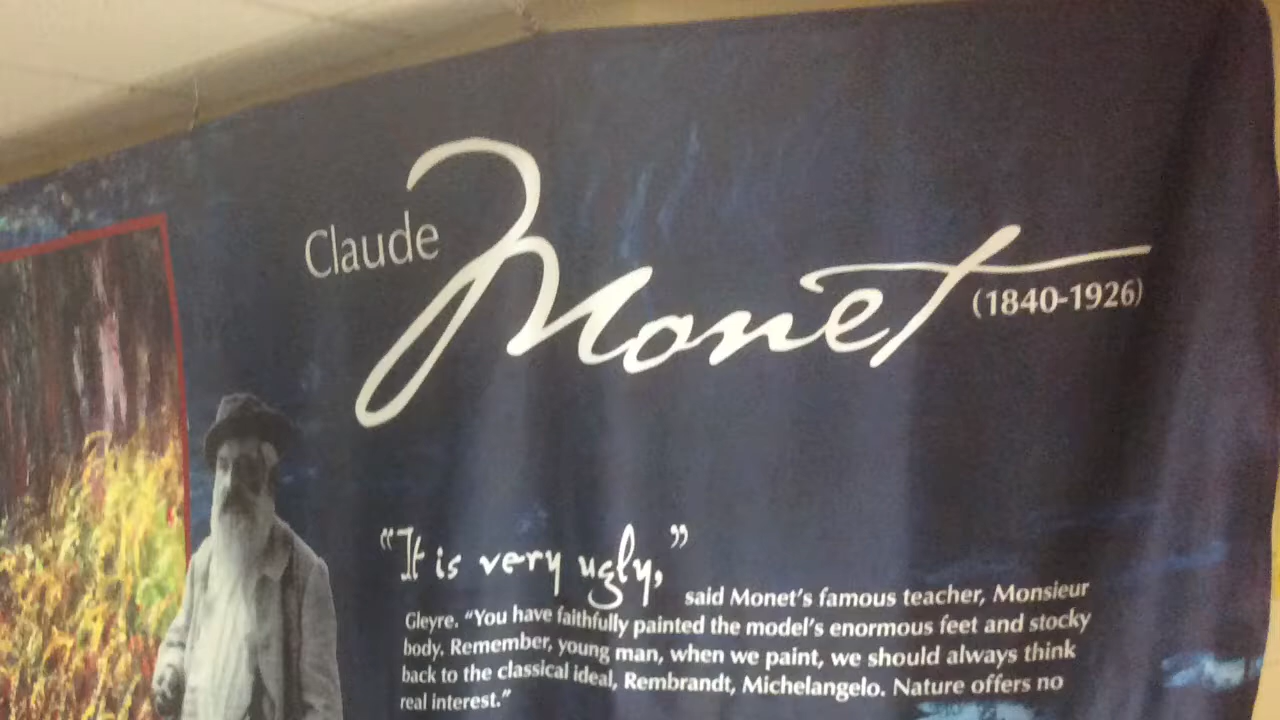 Claude
Monet
(1840-1926)
“It is very ugly,”
said Monet’s famous teacher, Monsieur
Gleyre. “You have faithfully painted the model’s enormous feet and stocky
body. Remember, young man, when we paint, we should always think
back to the classical ideal, Rembrandt, Michelangelo. Nature offers no
real interest.”